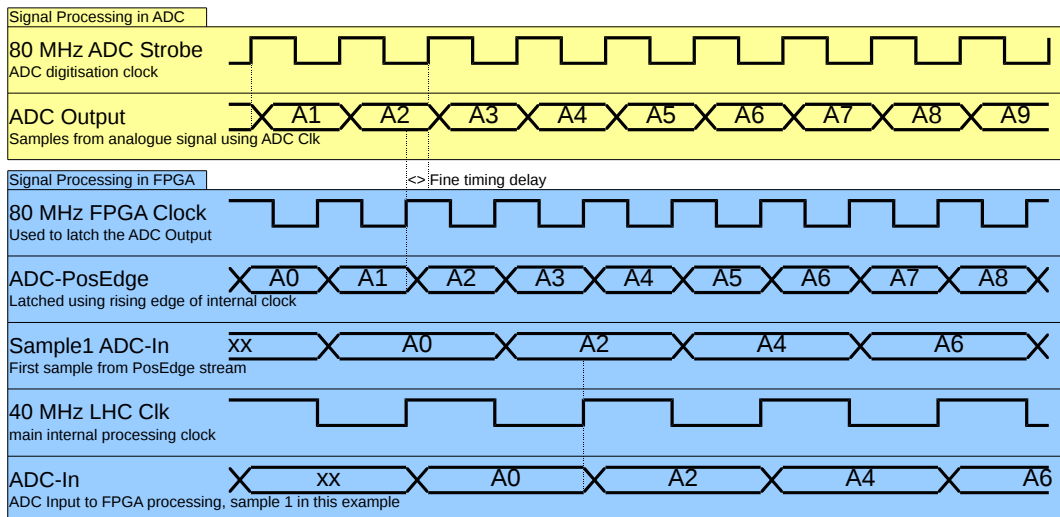 Signal Processing in ADC
80 MHz ADC Strobe
ADC digitisation clock
ADC Output A1 A2 A3 A4 A5 A6 A7 A8 A9
Samples from analogue signal using ADC Clk
Signal Processing in FPGA <> Fine timing delay
80 MHz FPGA Clock
Used to latch the ADC Output
ADC-PosEdge A0 A1 A2 A3 A4 A5 A6 A7 A8
Latched using rising edge of internal clock
Sample1 ADC-In xx A0 A2 A4 A6
First sample from PosEdge stream
40 MHz LHC Clk
main internal processing clock
ADC-In xx A0 A2 A4 A6
ADC Input to FPGA processing, sample 1 in this example